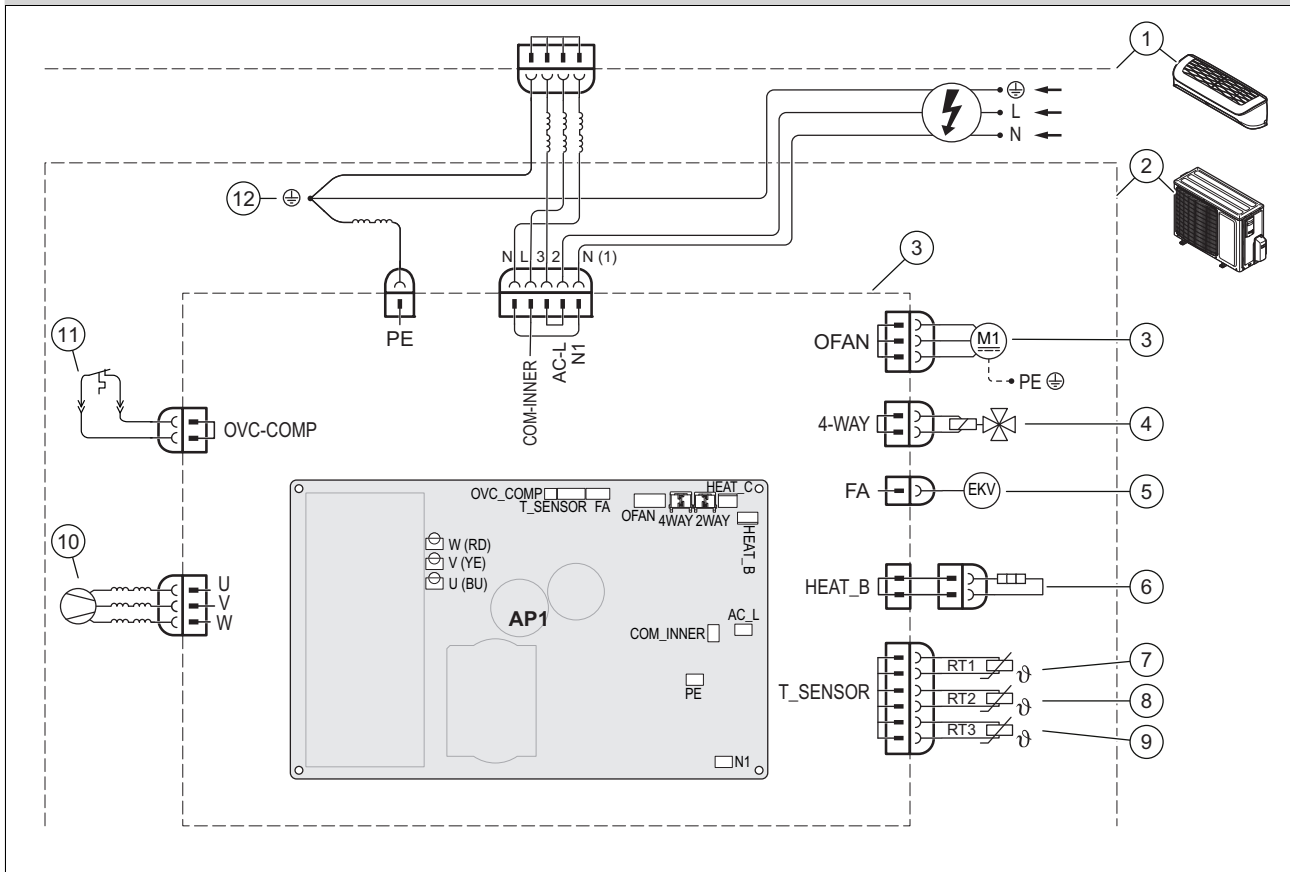 1
L
N
2
12
N L 3 2 N (1)
3
PE
COM-INNER
AC-L
N1
OFAN
M1
3
PE
11
OVC-COMP
4-WAY
4
FA
EKV
5
OVC_COMP
T_SENSOR FA
OFAN
4WAY 2WAY
HEAT_C
HEAT_B
W (RD)
V (YE)
U (BU)
10
U
V
W
AP1
COM_INNER
AC_L
PE
N1
HEAT_B
6
T_SENSOR
RT1 ϑ
7
RT2 ϑ
8
RT3 ϑ
9